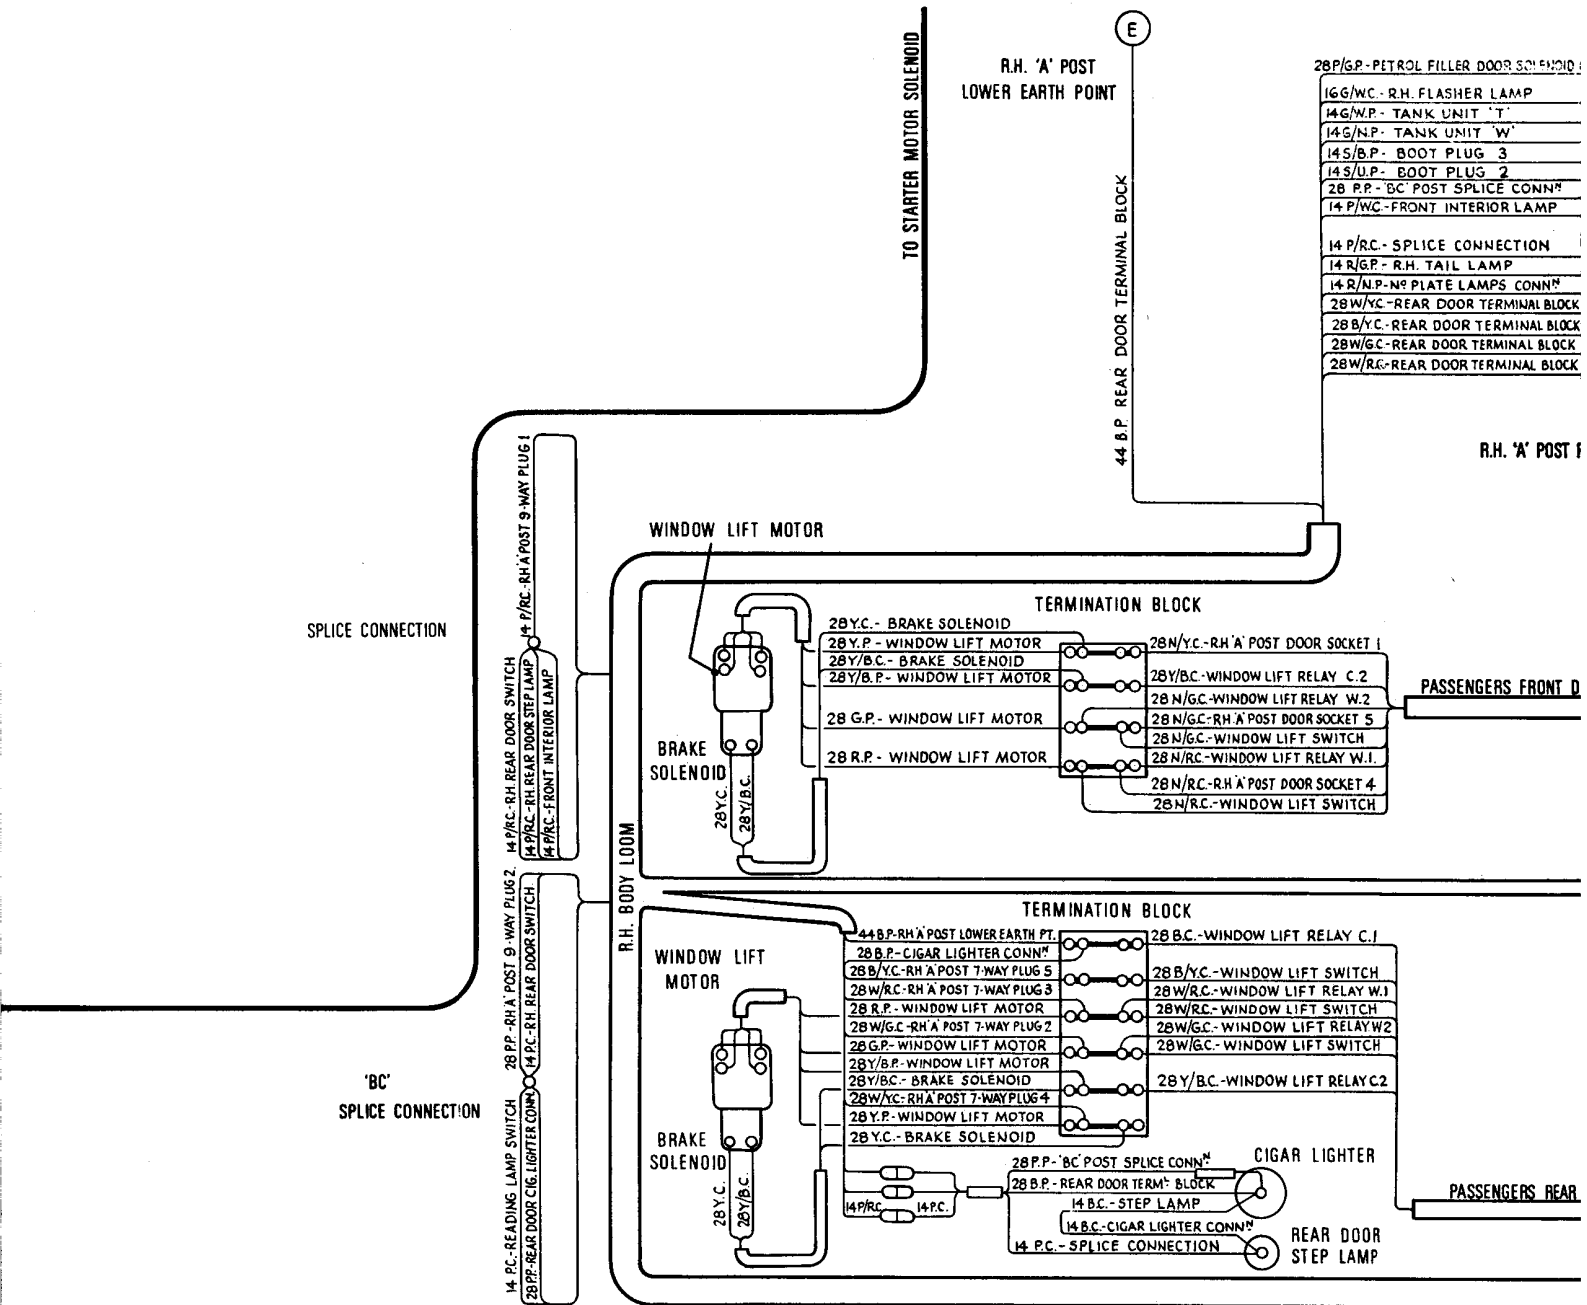 TO STARTER MOTOR SOLENOID
E
R.H. 'A' POST
LOWER EARTH POINT
44 B.P. REAR DOOR TERMINAL BLOCK
28P/G.P.-PETROL FILLER DOOR SOLENOID
16G/W.C.-R.H. FLASHER LAMP
14G/W.P.- TANK UNIT 'T'
14G/N.P- TANK UNIT 'W'
14S/B.P- BOOT PLUG 3
14S/U.P- BOOT PLUG 2
28 P.P.-'BC' POST SPLICE CONNN
14 P/W.C.-FRONT INTERIOR LAMP
14 P/R.C.- SPLICE CONNECTION
14 R/G.P.- R.H. TAIL LAMP
14 R/N.P-No PLATE LAMPS CONNN
28W/Y.C.-REAR DOOR TERMINAL BLOCK
28 B/Y.C.-REAR DOOR TERMINAL BLOCK
28W/G.C.-REAR DOOR TERMINAL BLOCK
28W/R.C.-REAR DOOR TERMINAL BLOCK
R.H. 'A' POST
SPLICE CONNECTION
14 P/RC.-RH 'A' POST 9-WAY PLUG 1
14 P/RC.-R.H. REAR DOOR SWITCH
14 P/R.C.-RH. REAR DOOR STEP LAMP
14 P/R.C.-FRONT INTERIOR LAMP
WINDOW LIFT MOTOR
BRAKE
SOLENOID
28Y.C.
28Y/B.C.
R.H. BODY LOOM
TERMINATION BLOCK
28Y.C.- BRAKE SOLENOID
28Y.P. - WINDOW LIFT MOTOR
28Y/B.C.- BRAKE SOLENOID
28Y/B.P.- WINDOW LIFT MOTOR
28 G.P.- WINDOW LIFT MOTOR
28 R.P. - WINDOW LIFT MOTOR
28N/Y.C.-RH 'A' POST DOOR SOCKET 1
28Y/B.C.-WINDOW LIFT RELAY C.2
28 N/G.C-WINDOW LIFT RELAY W.2
28 N/G.C-RH 'A' POST DOOR SOCKET 5
28 N/G.C.-WINDOW LIFT SWITCH
28 N/RC.-WINDOW LIFT RELAY W.1.
28 N/R.C-R.H 'A' POST DOOR SOCKET 4
28N/R.C.-WINDOW LIFT SWITCH
PASSENGERS FRONT D
'BC'
SPLICE CONNECTION
28 P.P.-RH 'A' POST 9-WAY PLUG 2.
14 P.C-RH. REAR DOOR SWITCH
14 P.C.-READING LAMP SWITCH
28 P.P.-REAR DOOR CIG. LIGHTER CONN
WINDOW LIFT
MOTOR
BRAKE
SOLENOID
28Y.C.
28Y/B.C.
TERMINATION BLOCK
44B.P-RH 'A' POST LOWER EARTH PT.
28 B.P.-CIGAR LIGHTER CONNN
28 B/Y.C-RH 'A' POST 7-WAY PLUG 5
28W/R.C-RH 'A' POST 7-WAY PLUG 3
28 R.P.- WINDOW LIFT MOTOR
28W/G.C-RH 'A' POST 7-WAY PLUG 2
28 G.P.- WINDOW LIFT MOTOR
28Y/B.P.-WINDOW LIFT MOTOR
28Y/B.C.- BRAKE SOLENOID
28W/Y.C-RH 'A' POST 7-WAY PLUG 4
28 Y.P.-WINDOW LIFT MOTOR
28 Y.C.-BRAKE SOLENOID
28 B.C.-WINDOW LIFT RELAY C.1
28 B/Y.C.-WINDOW LIFT SWITCH
28W/R.C.-WINDOW LIFT RELAY W.1
28W/R.C.-WINDOW LIFT SWITCH
28W/G.C.-WINDOW LIFT RELAY W2
28W/G.C.- WINDOW LIFT SWITCH
28Y/B.C.-WINDOW LIFT RELAY C2
28 P.P-'BC' POST SPLICE CONNN
28 B.P. - REAR DOOR TERML BLOCK
14P/R.C.
14P.C.
14 B.C.-STEP LAMP
14 B.C.-CIGAR LIGHTER CONNN
14 P.C.-SPLICE CONNECTION
CIGAR LIGHTER
REAR DOOR
STEP LAMP
PASSENGERS REAR